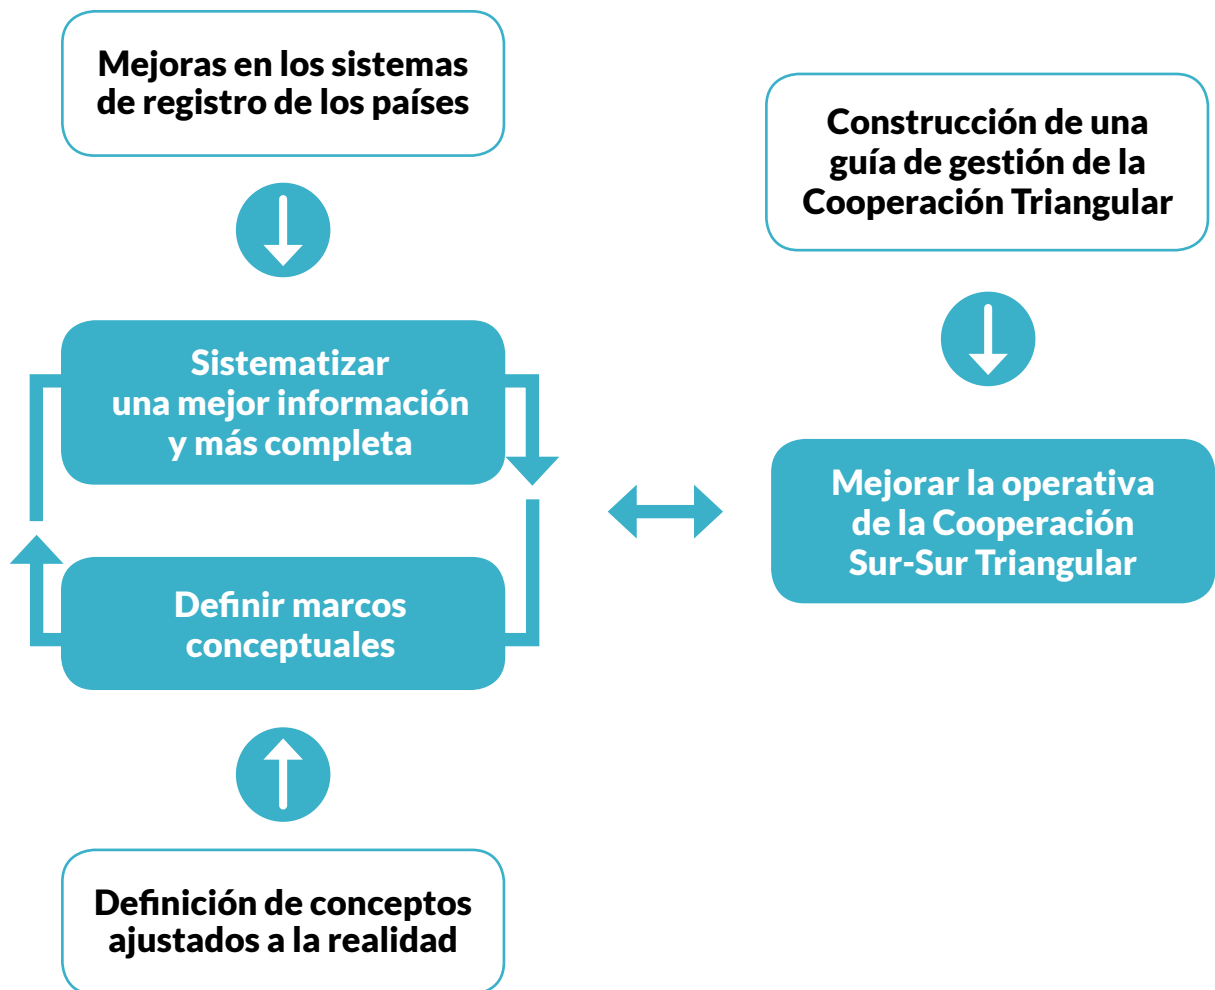 Mejoras en los sistemas
de registro de los países
Construcción de una
guía de gestión de la
Cooperación Triangular
Sistematizar
una mejor información
y más completa
Mejorar la operativa
de la Cooperación
Sur-Sur Triangular
Definir marcos
conceptuales
Definición de conceptos
ajustados a la realidad